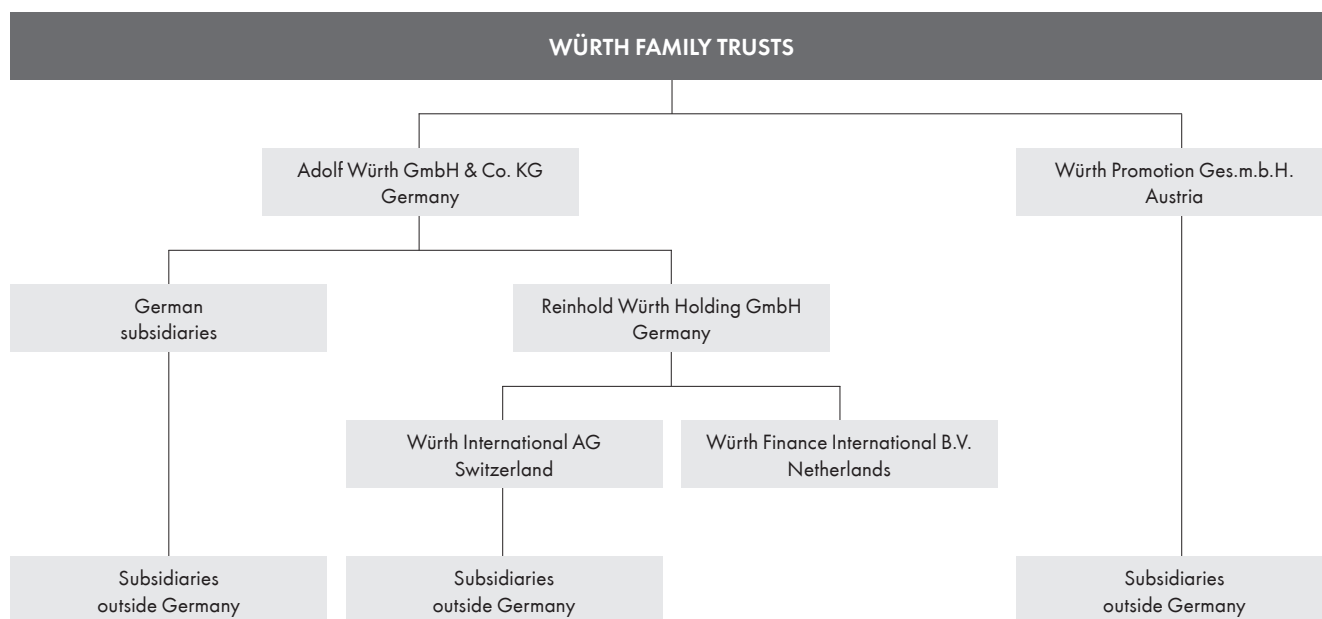 WÜRTH FAMILY TRUSTS
Adolf Würth GmbH & Co. KG
Germany
Würth Promotion Ges.m.b.H.
Austria
German
subsidiaries
Reinhold Würth Holding GmbH
Germany
Würth International AG
Switzerland
Würth Finance International B.V.
Netherlands
Subsidiaries
outside Germany
Subsidiaries
outside Germany
Subsidiaries
outside Germany